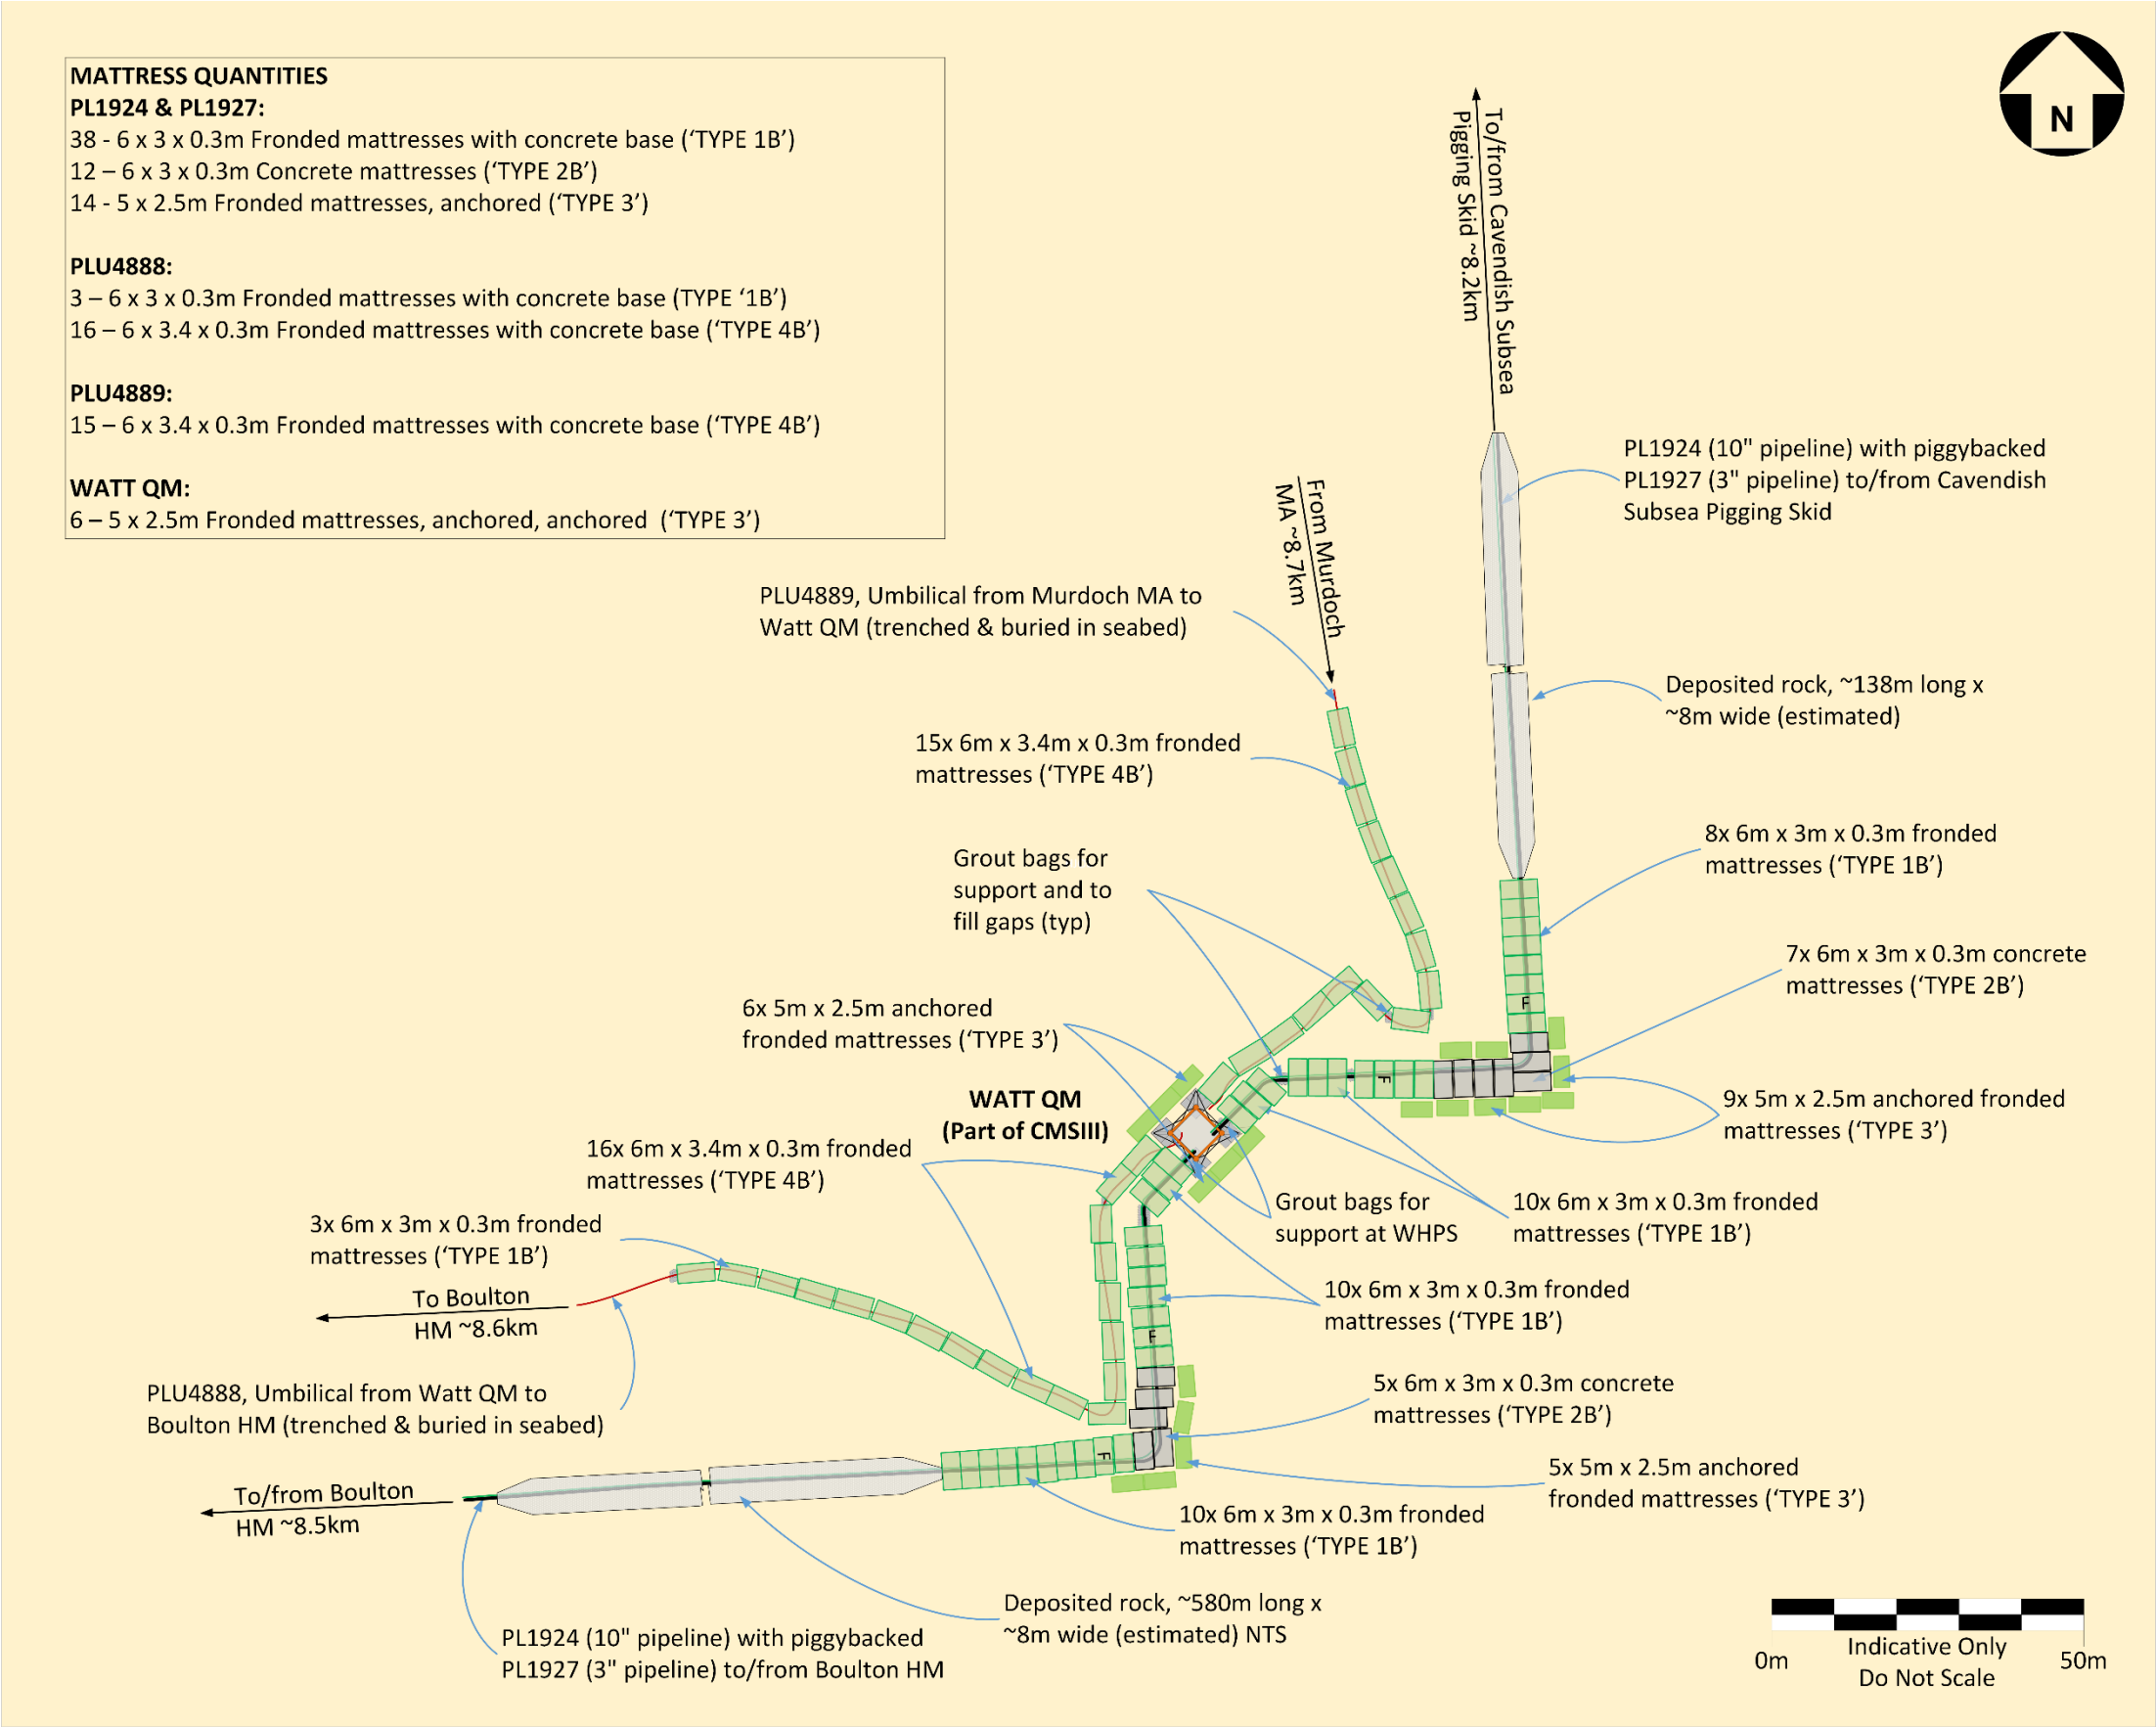 MATTRESS QUANTITIES
PL1924 & PL1927:
38 - 6 x 3 x 0.3m Fronded mattresses with concrete base (‘TYPE 1B’)
12 – 6 x 3 x 0.3m Concrete mattresses (‘TYPE 2B’)
14 - 5 x 2.5m Fronded mattresses, anchored (‘TYPE 3’)
PLU4888:
3 – 6 x 3 x 0.3m Fronded mattresses with concrete base (TYPE ‘1B’)
16 – 6 x 3.4 x 0.3m Fronded mattresses with concrete base (‘TYPE 4B’)
PLU4889:
15 – 6 x 3.4 x 0.3m Fronded mattresses with concrete base (‘TYPE 4B’)
WATT QM:
6 – 5 x 2.5m Fronded mattresses, anchored, anchored (‘TYPE 3’)
N
To/from Cavendish Subsea
Pigging Skid ~8.2km
PL1924 (10" pipeline) with piggybacked
PL1927 (3" pipeline) to/from Cavendish
Subsea Pigging Skid
From Murdoch
MA ~8.7km
PLU4889, Umbilical from Murdoch MA to
Watt QM (trenched & buried in seabed)
Deposited rock, ~138m long x
~8m wide (estimated)
15x 6m x 3.4m x 0.3m fronded
mattresses (‘TYPE 4B’)
8x 6m x 3m x 0.3m fronded
mattresses (‘TYPE 1B’)
Grout bags for
support and to
fill gaps (typ)
7x 6m x 3m x 0.3m concrete
mattresses (‘TYPE 2B’)
F
6x 5m x 2.5m anchored
fronded mattresses (‘TYPE 3’)
F
WATT QM
(Part of CMSIII)
9x 5m x 2.5m anchored fronded
mattresses (‘TYPE 3’)
16x 6m x 3.4m x 0.3m fronded
mattresses (‘TYPE 4B’)
Grout bags for
support at WHPS
10x 6m x 3m x 0.3m fronded
mattresses (‘TYPE 1B’)
3x 6m x 3m x 0.3m fronded
mattresses (‘TYPE 1B’)
10x 6m x 3m x 0.3m fronded
mattresses (‘TYPE 1B’)
To Boulton
HM ~8.6km
F
PLU4888, Umbilical from Watt QM to
Boulton HM (trenched & buried in seabed)
5x 6m x 3m x 0.3m concrete
mattresses (‘TYPE 2B’)
F
5x 5m x 2.5m anchored
fronded mattresses (‘TYPE 3’)
To/from Boulton
HM ~8.5km
10x 6m x 3m x 0.3m fronded
mattresses (‘TYPE 1B’)
Deposited rock, ~580m long x
~8m wide (estimated) NTS
PL1924 (10" pipeline) with piggybacked
PL1927 (3" pipeline) to/from Boulton HM
0m
Indicative Only
Do Not Scale
50m